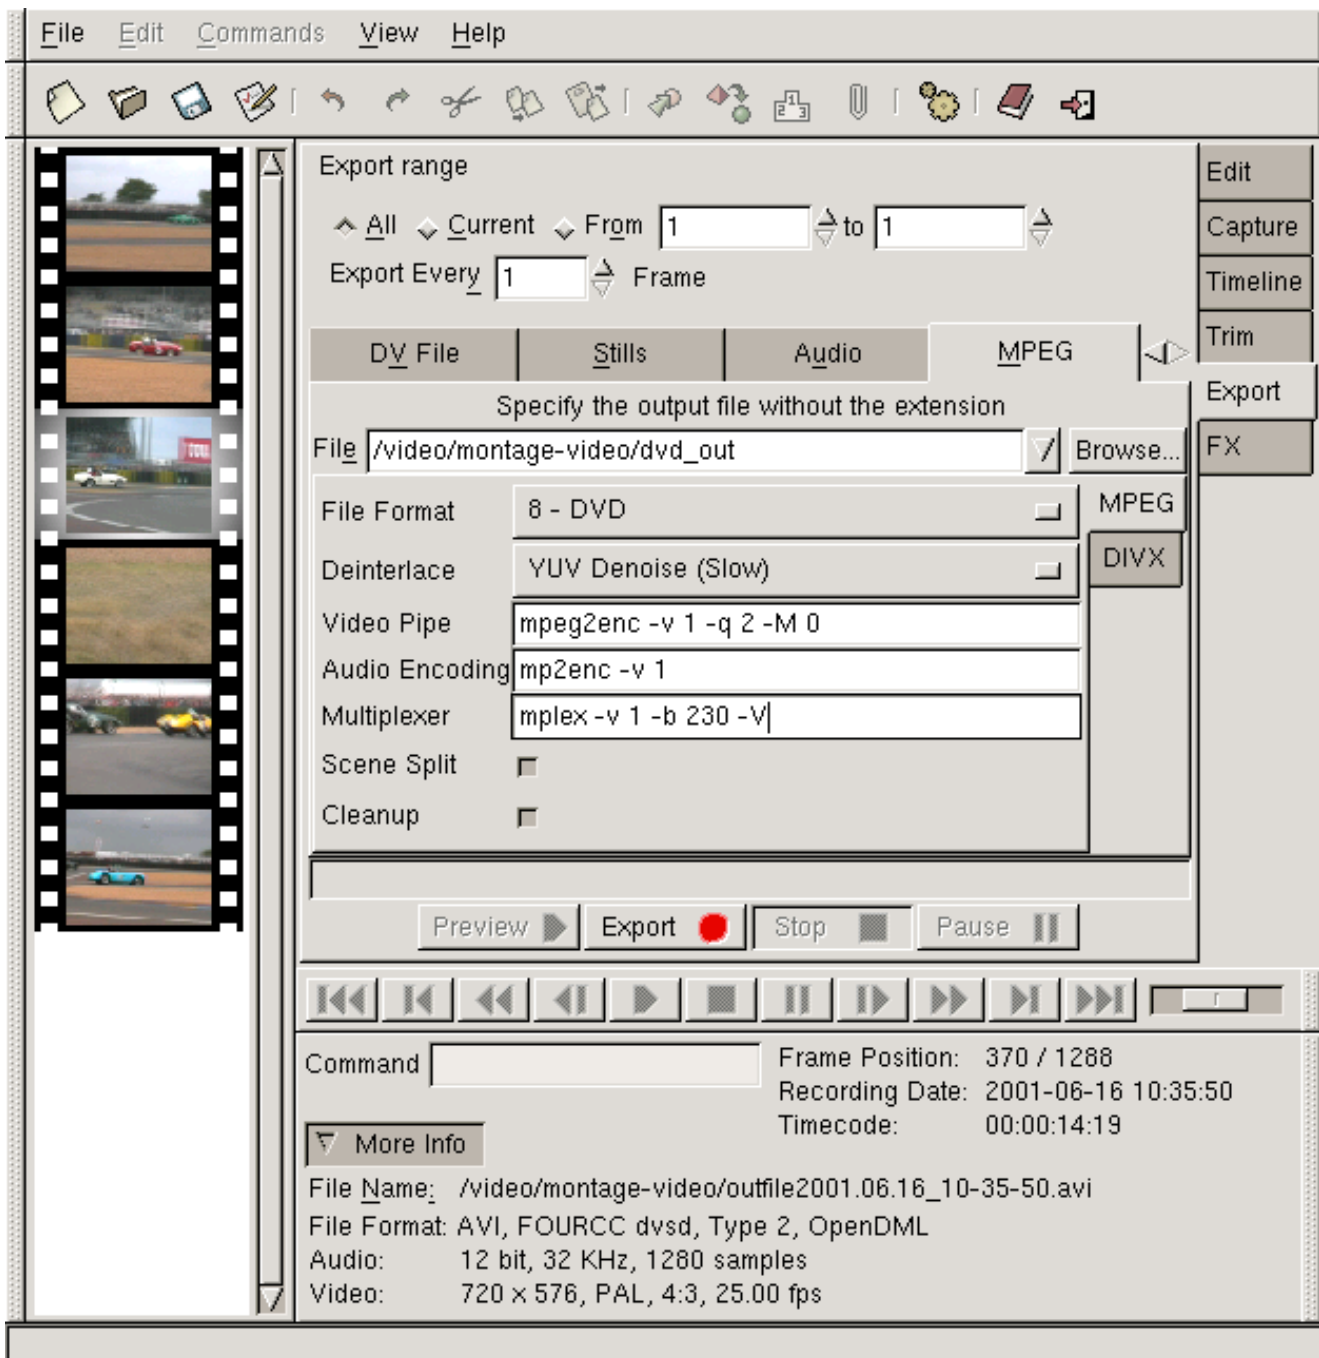 File Edit Commands View Help
Export range
All Current From 1 to 1
Export Every 1 Frame
Edit
Capture
Timeline
Trim
Export
FX
DV File Stills Audio MPEG
Specify the output file without the extension
File /video/montage-video/dvd_out Browse...
File Format 8 - DVD
Deinterlace YUV Denoise (Slow)
Video Pipe mpeg2enc -v 1 -q 2 -M 0
Audio Encoding mp2enc -v 1
Multiplexer mplex -v 1 -b 230 -V
Scene Split
Cleanup
MPEG
DIVX
Preview Export Stop Pause
Command
Frame Position: 370 / 1288
Recording Date: 2001-06-16 10:35:50
Timecode: 00:00:14:19
More Info
File Name: /video/montage-video/outfile2001.06.16_10-35-50.avi
File Format: AVI, FOURCC dvsd, Type 2, OpenDML
Audio: 12 bit, 32 KHz, 1280 samples
Video: 720 x 576, PAL, 4:3, 25.00 fps